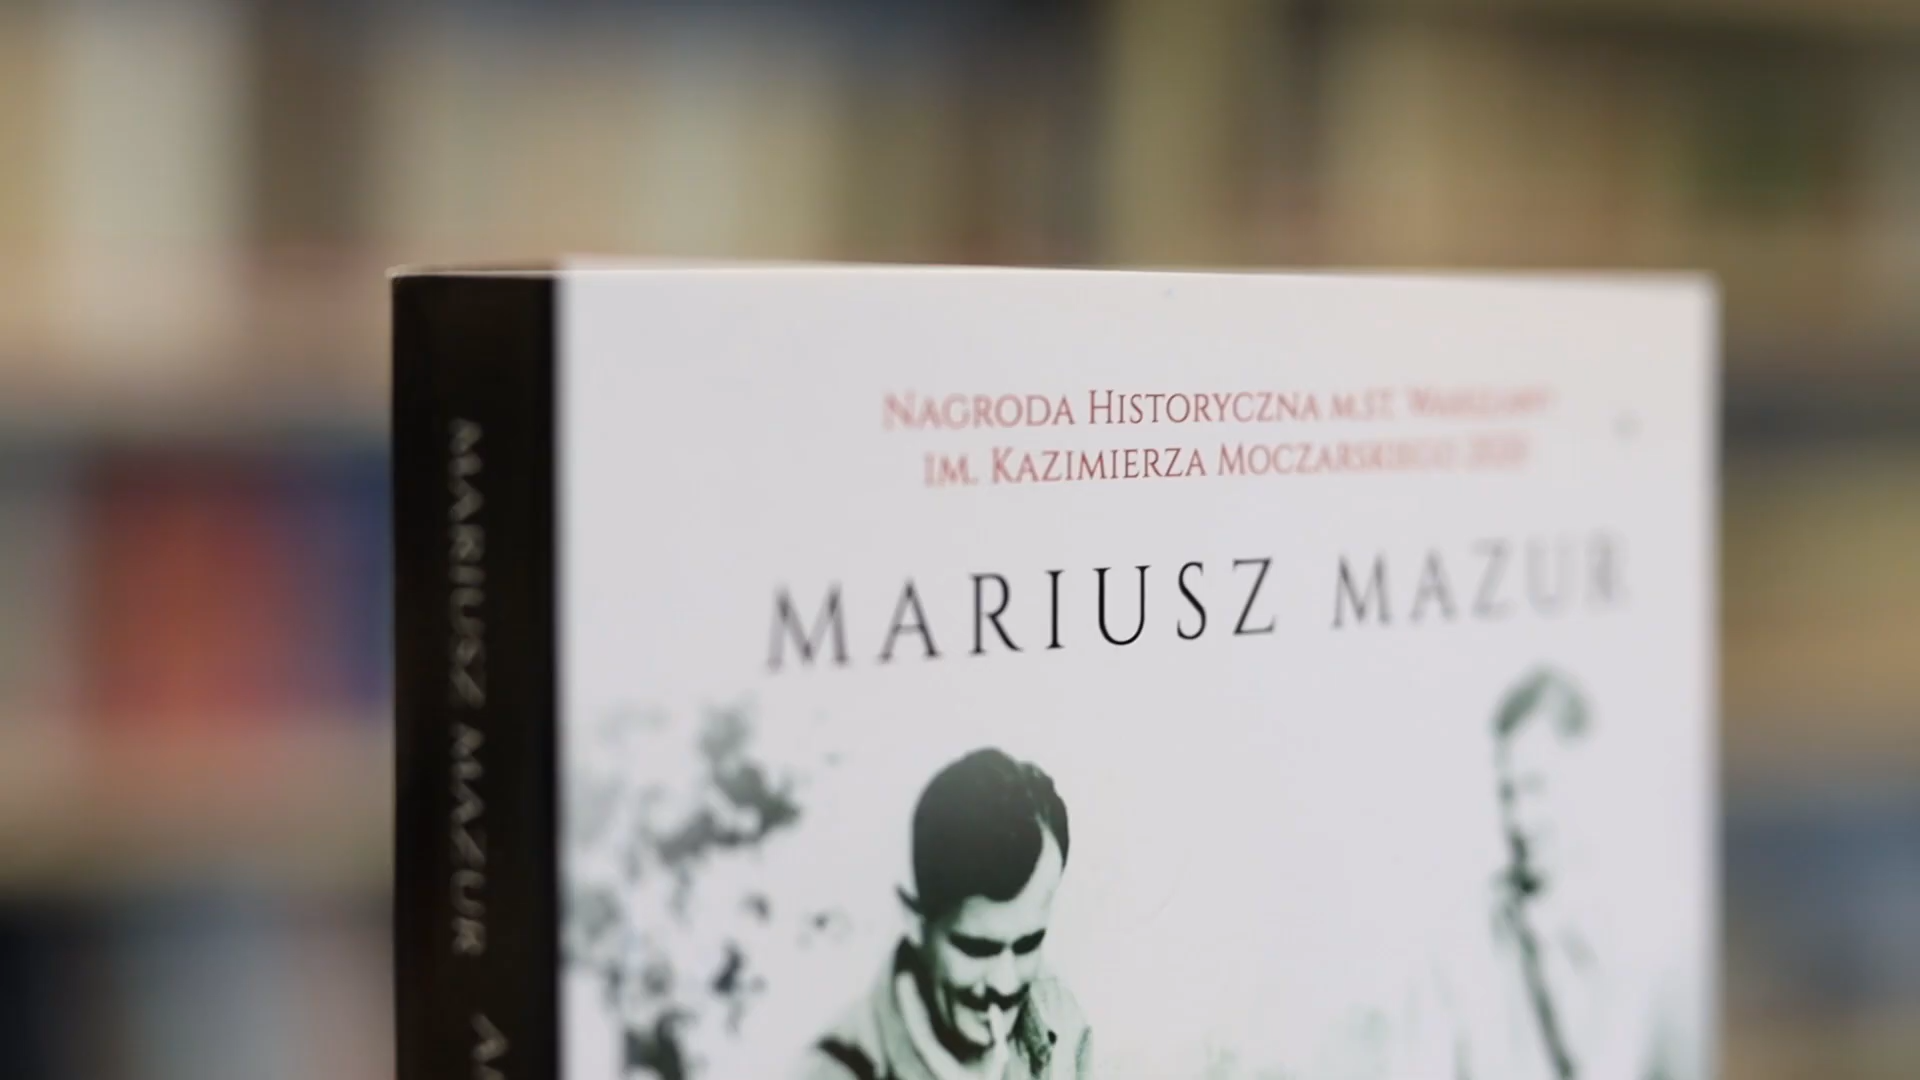 NAGRODA HISTORYCZNA M.ST. WARSZAWY
IM. KAZIMIERZA MOCZARSKIEGO 2020
MARIUSZ MAZUR
MARIUSZ MAZUR